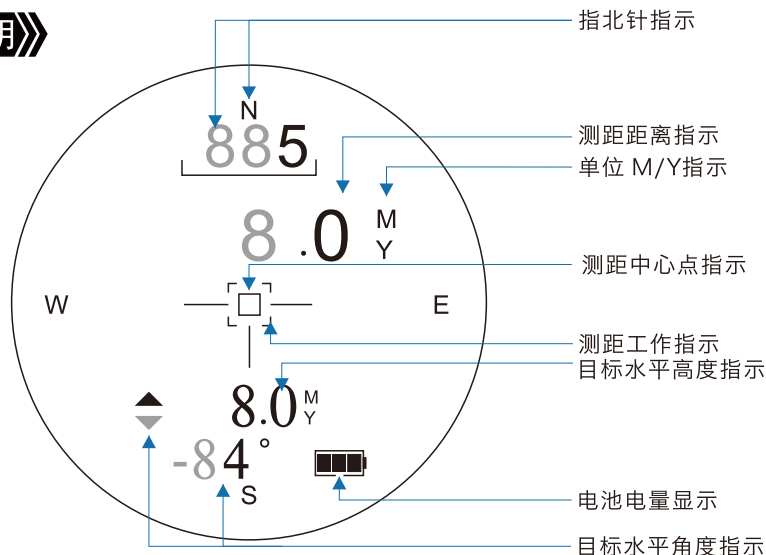 明
指北针指示
N
885
测距距离指示
单位 M/Y指示
8.0 M
Y
测距中心点指示
W
E
测距工作指示
目标水平高度指示
8.0 M
Y
-84°
S
电池电量显示
目标水平角度指示